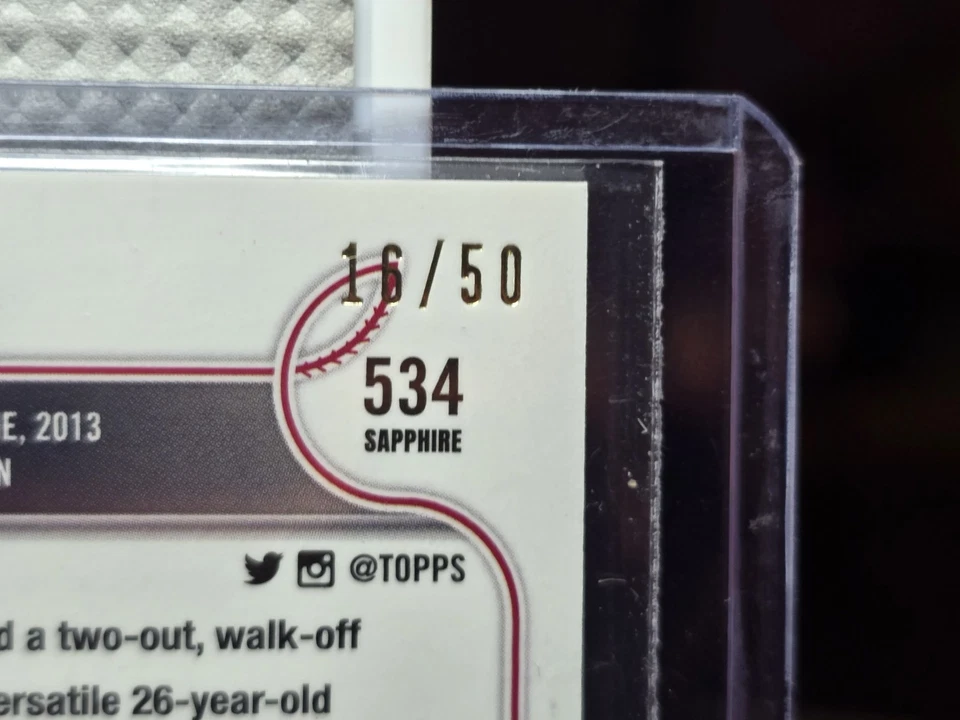 16/50
534
SAPPHIRE
E, 2013
N
@TOPPS
d a two-out, walk-off
ersatile 26-year-old